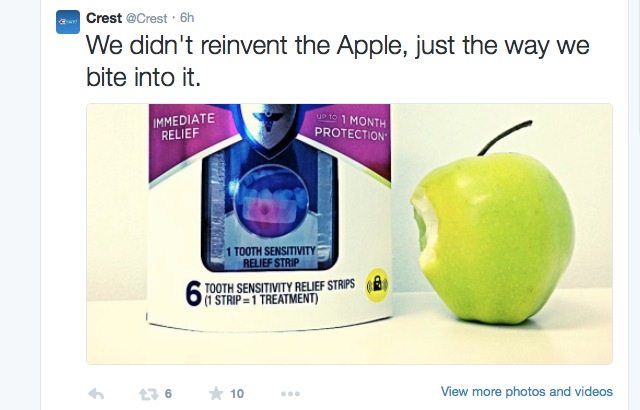 Crest @Crest · 6h
We didn't reinvent the Apple, just the way we
bite into it.
IMMEDIATE
RELIEF
UP TO 1 MONTH
PROTECTION*
1 TOOTH SENSITIVITY
RELIEF STRIP
6 TOOTH SENSITIVITY RELIEF STRIPS
(1 STRIP = 1 TREATMENT)
6
10
View more photos and videos